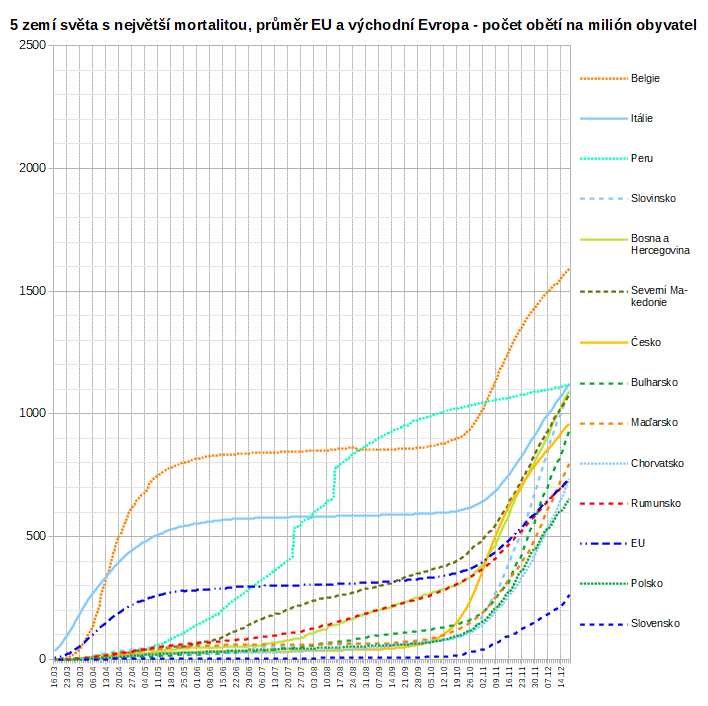 5 zemí světa s největší mortalitou, průměr EU a východní Evropa - počet obětí na milión obyvatel
2500
2000
1500
1000
500
0
Belgie
Itálie
Peru
Slovinsko
Bosna a
Hercegovina
Severní Ma-
kedonie
Česko
Bulharsko
Maďarsko
Chorvatsko
Rumunsko
EU
Polsko
Slovensko
16.03
23.03
30.03
06.04
13.04
20.04
27.04
04.05
11.05
18.05
25.05
01.06
08.06
15.06
22.06
29.06
06.07
13.07
20.07
27.07
03.08
10.08
17.08
24.08
31.08
07.09
14.09
21.09
28.09
05.10
12.10
19.10
26.10
02.11
09.11
16.11
23.11
30.11
07.12
14.12